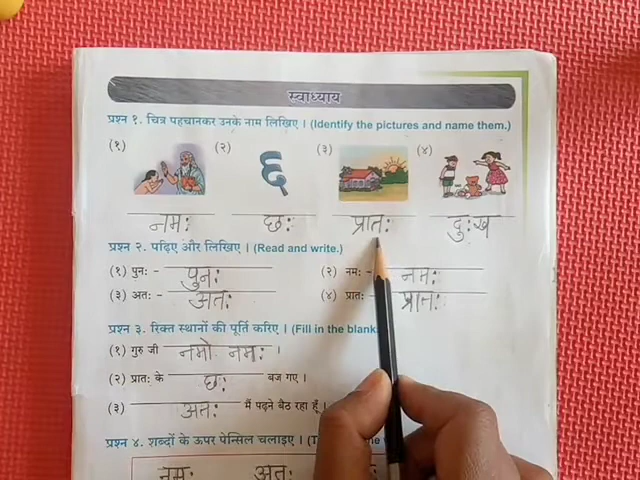 स्वाध्याय
प्रश्न १. चित्र पहचानकर उनके नाम लिखिए । (Identify the pictures and name them.)
(१) (२) ६ (३) (४)
नमः छः प्रातः दुःख
प्रश्न २. पढ़िए और लिखिए । (Read and write.)
(१) पुनः - पुनः (२) नमः - नमः
(३) अतः - अतः (४) प्रातः - प्रातः
प्रश्न ३. रिक्त स्थानों की पूर्ति करिए । (Fill in the blank
(१) गुरु जी नमो नमः ।
(२) प्रातः के छः बज गए ।
(३) अतः मैं पढ़ने बैठ रहा हूँ ।
प्रश्न ४. शब्दों के ऊपर पेन्सिल चलाइए । (T
नमः अतः